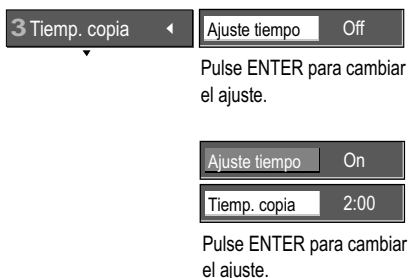 3 Tiemp. copia
Ajuste tiempo Off
Pulse ENTER para cambiar
el ajuste.
Ajuste tiempo On
Tiemp. copia 2:00
Pulse ENTER para cambiar
el ajuste.